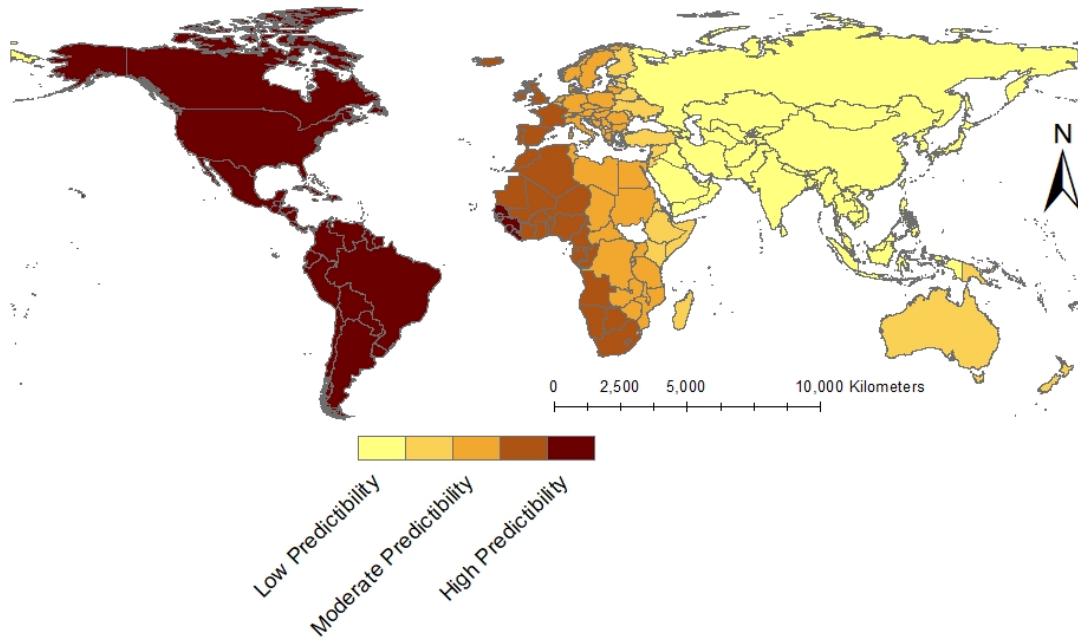 N
0 2,500 5,000 10,000 Kilometers
Low Predictibility
Moderate Predictibility
High Predictibility